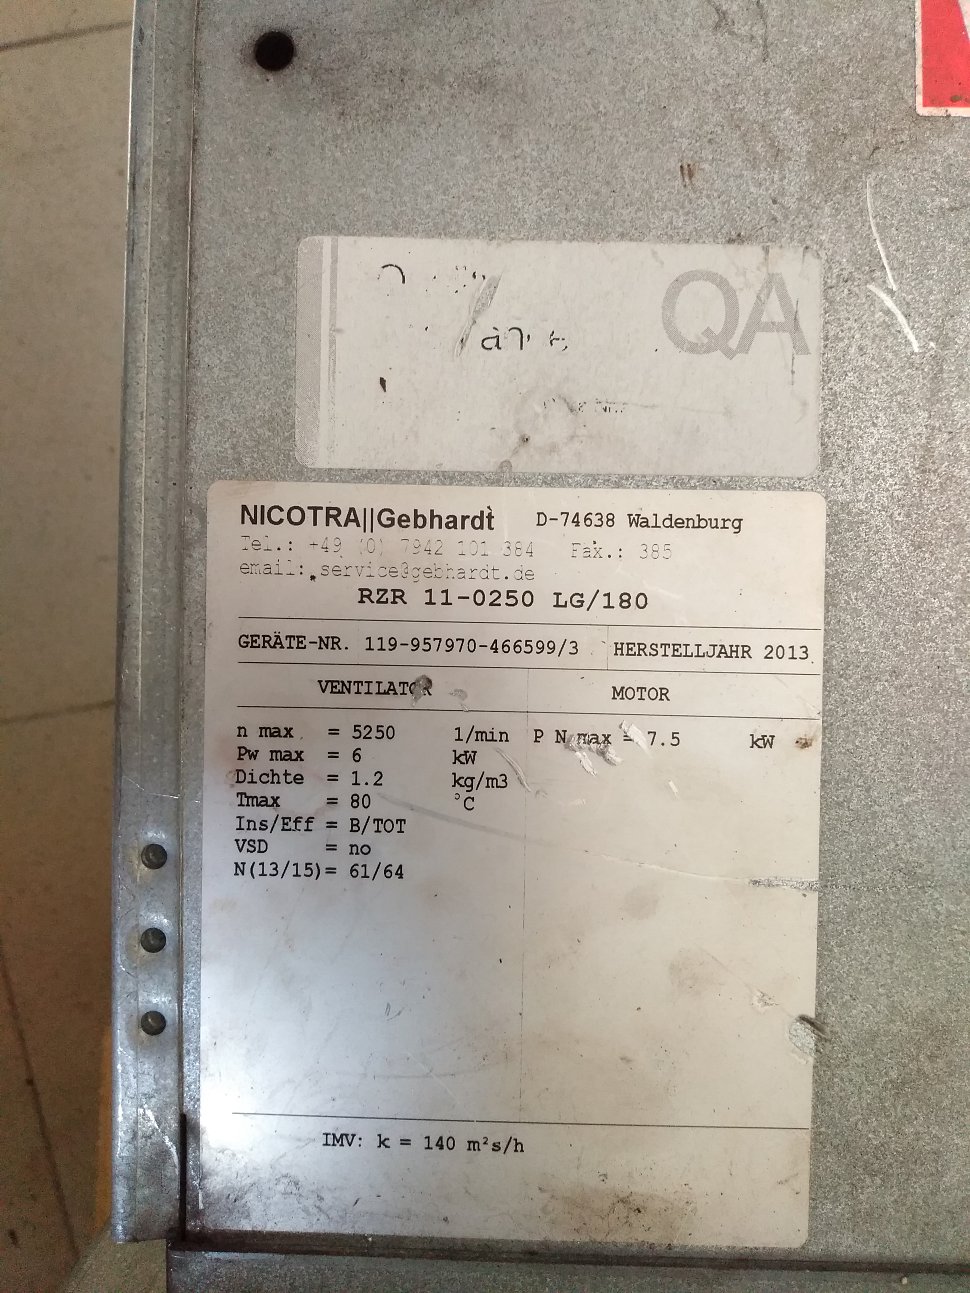 QA
NICOTRA||Gebhardt D-74638 Waldenburg
Tel.: +49 (0) 7942 101 384 Fax.: 385
email: service@gebhardt.de
RZR 11-0250 LG/180
GERÄTE-NR. 119-957970-466599/3 HERSTELLJAHR 2013
VENTILATOR MOTOR
n max = 5250 1/min P N max = 7.5 kW
Pw max = 6 kW
Dichte = 1.2 kg/m3
Tmax = 80 °C
Ins/Eff = B/TOT
VSD = no
N(13/15)= 61/64
IMV: k = 140 m²s/h